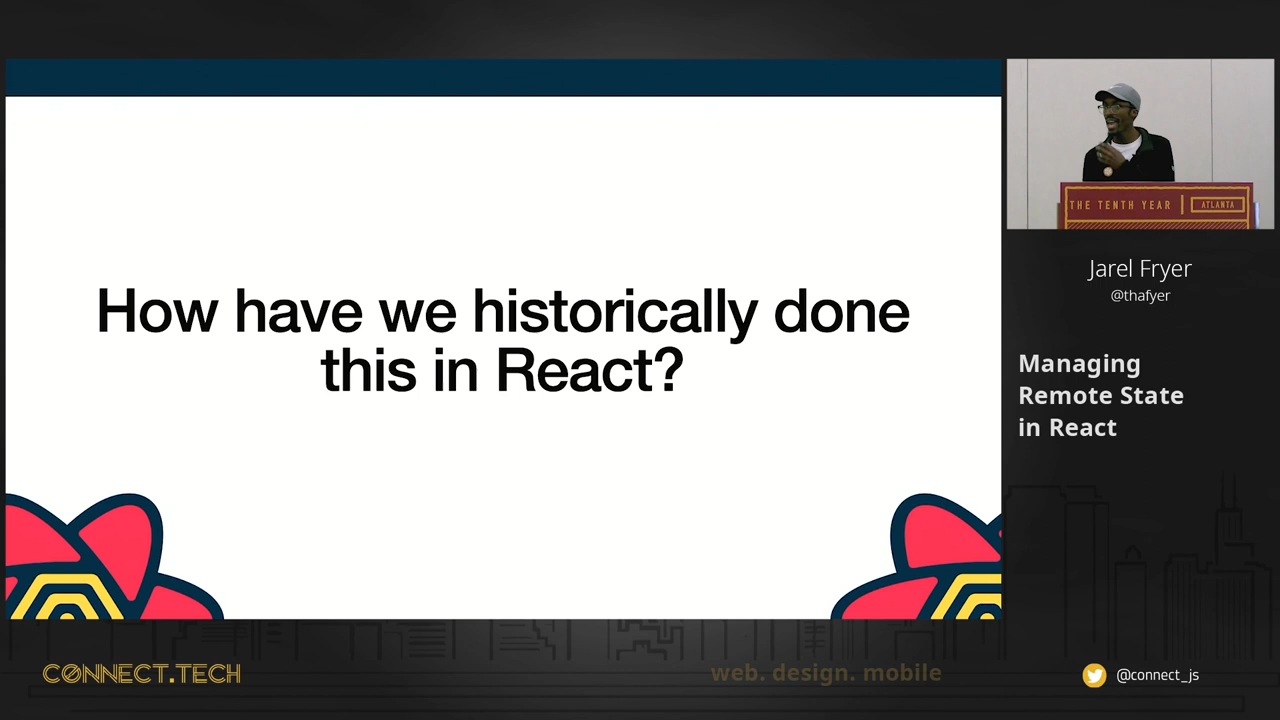 How have we historically done
this in React?
THE TENTH YEAR
ATLANTA
Jarel Fryer
@thafyer
Managing
Remote State
in React
CONNECT.TECH
web. design. mobile
@connect_js